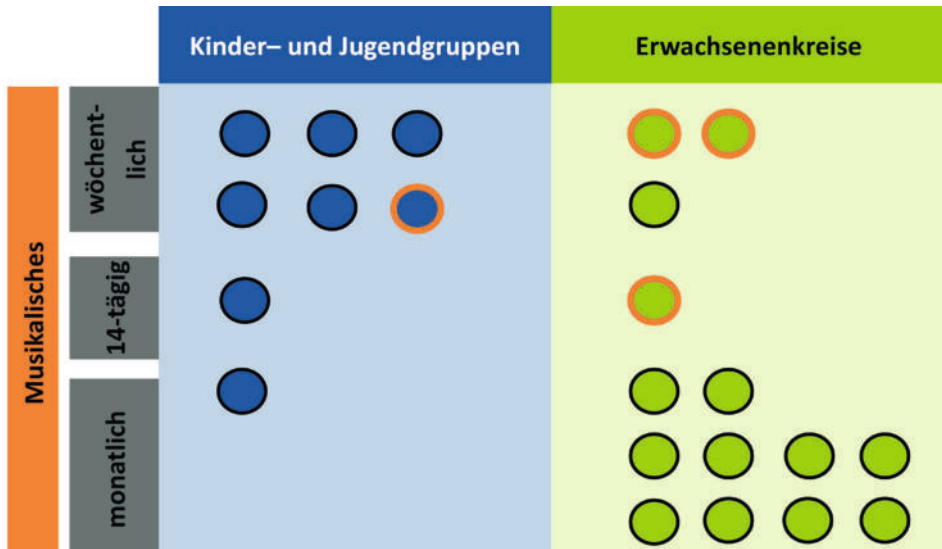 Kinder– und Jugendgruppen
Erwachsenenkreise
Musikalisches
wöchent-
lich
14-tägig
monatlich